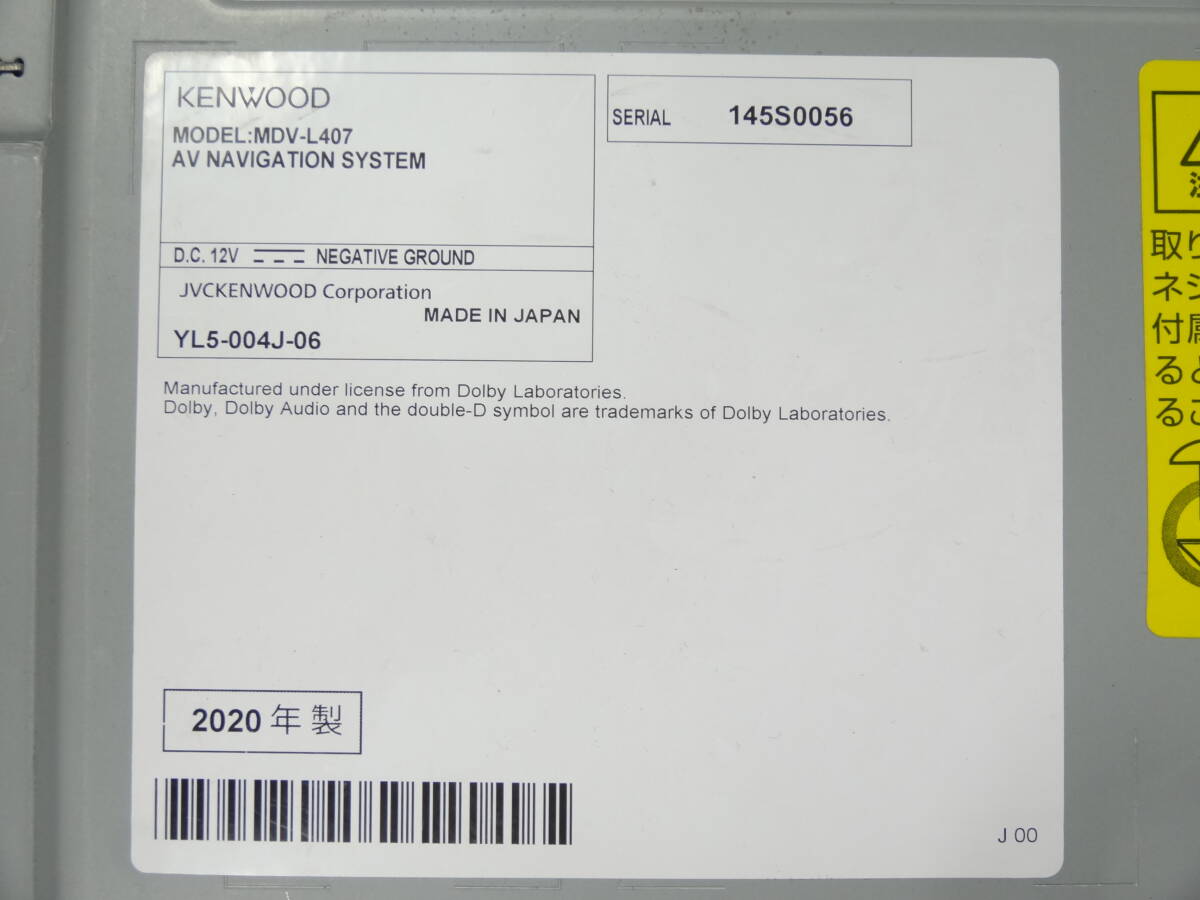 KENWOOD
MODEL:MDV-L407
AV NAVIGATION SYSTEM
SERIAL 145S0056
D.C. 12V NEGATIVE GROUND
JVCKENWOOD Corporation
MADE IN JAPAN
YL5-004J-06
Manufactured under license from Dolby Laboratories.
Dolby, Dolby Audio and the double-D symbol are trademarks of Dolby Laboratories.
2020 年 製
J 00
取り
ネジ
付属
ると
るこ